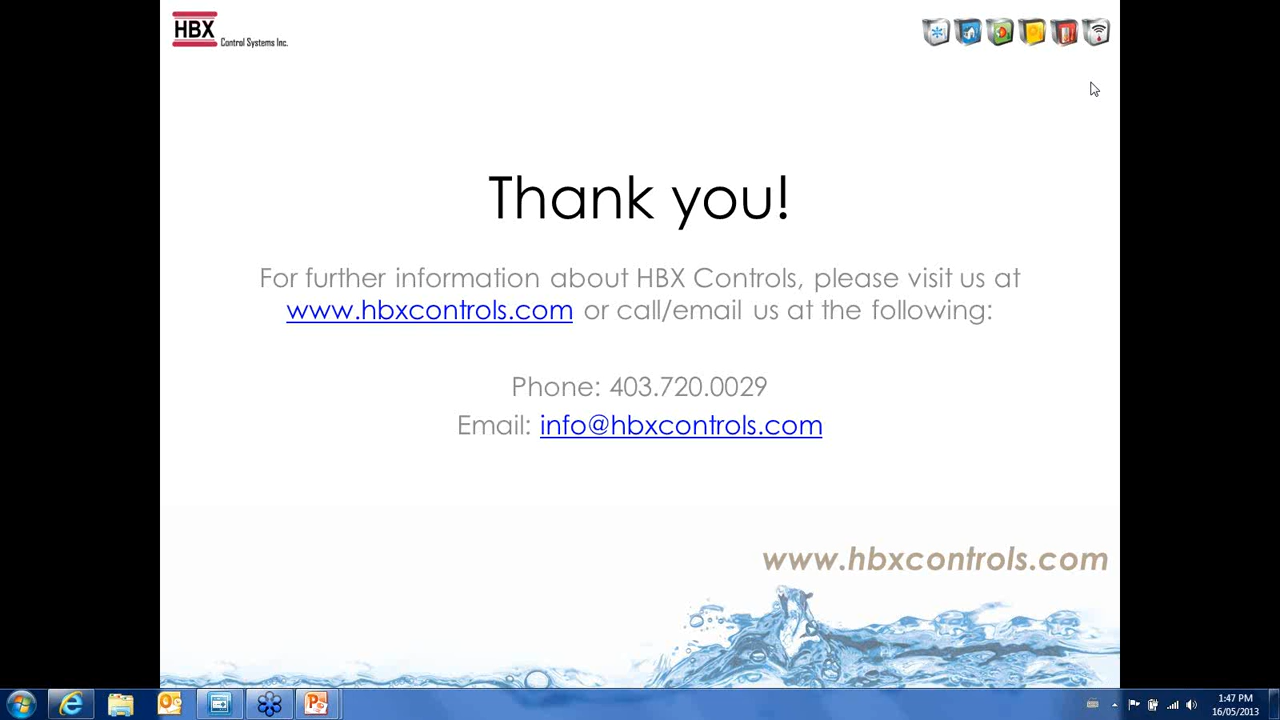 HBX
Control Systems Inc.
Thank you!
For further information about HBX Controls, please visit us at
www.hbxcontrols.com or call/email us at the following:
Phone: 403.720.0029
Email: info@hbxcontrols.com
www.hbxcontrols.com
1:47 PM
16/05/2013